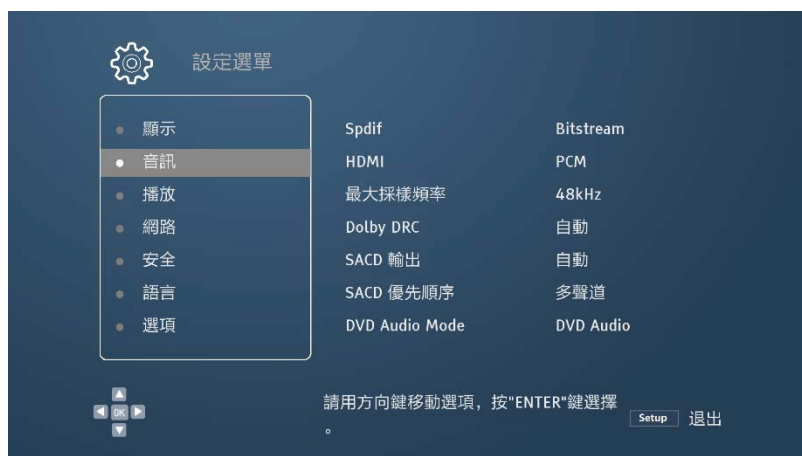 設定選單
顯示
音訊
播放
網路
安全
語言
選項
Spdif Bitstream
HDMI PCM
最大採樣頻率 48kHz
Dolby DRC 自動
SACD 輸出 自動
SACD 優先順序 多聲道
DVD Audio Mode DVD Audio
OK
請用方向鍵移動選項，按"ENTER"鍵選擇
。
Setup 退出